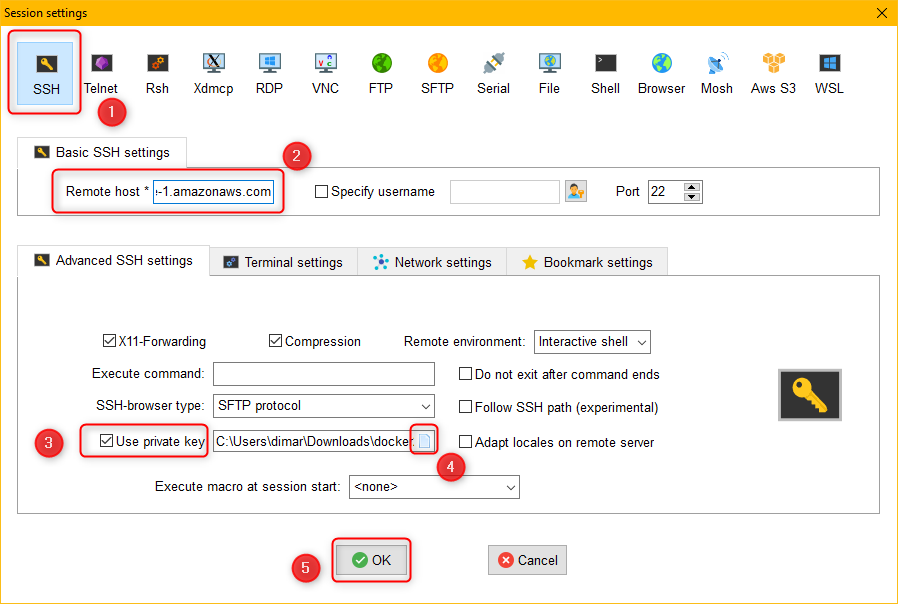 Session settings
SSH Telnet Rsh Xdmcp RDP VNC FTP SFTP Serial File Shell Browser Mosh Aws S3 WSL
1
Basic SSH settings
2
Remote host * -1.amazonaws.com Specify username Port 22
Advanced SSH settings Terminal settings Network settings Bookmark settings
X11-Forwarding Compression Remote environment: Interactive shell
Execute command: Do not exit after command ends
SSH-browser type: SFTP protocol Follow SSH path (experimental)
3 Use private key C:\Users\dimar\Downloads\docker Adapt locales on remote server
4
Execute macro at session start: <none>
5 OK Cancel